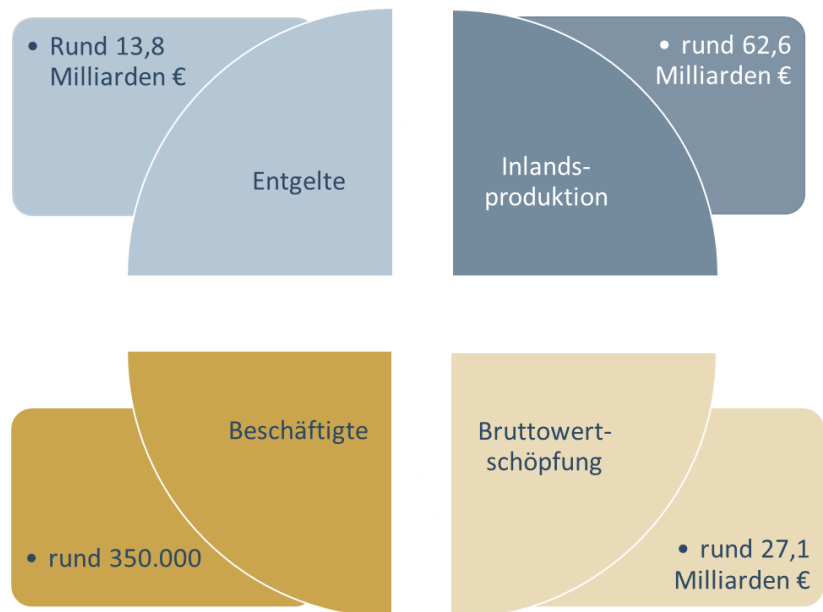 • Rund 13,8
Milliarden €
Entgelte
• rund 62,6
Milliarden €
Inlands-
produktion
Beschäftigte
• rund 350.000
Bruttowert-
schöpfung
• rund 27,1
Milliarden €